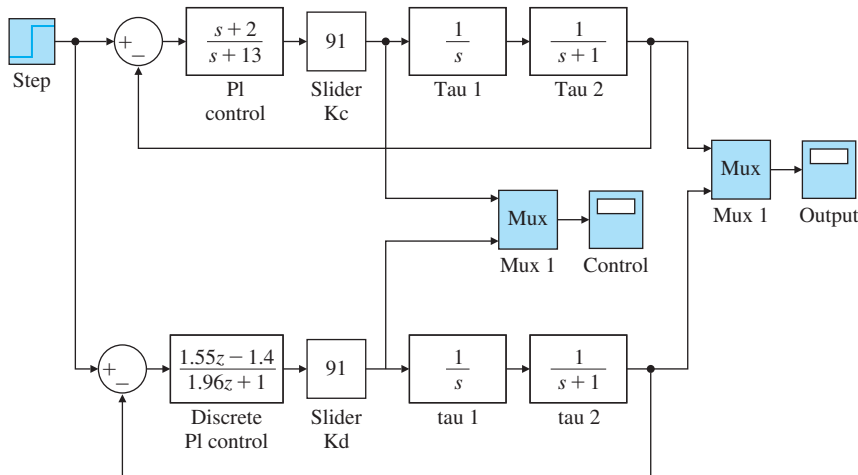 Step
+
−
s + 2
s + 13
Pl
control
91
Slider
Kc
1
s
Tau 1
1
s + 1
Tau 2
Mux
Mux 1
Output
Mux
Mux 1
Control
+
−
1.55z − 1.4
1.96z + 1
Discrete
Pl control
91
Slider
Kd
1
s
tau 1
1
s + 1
tau 2